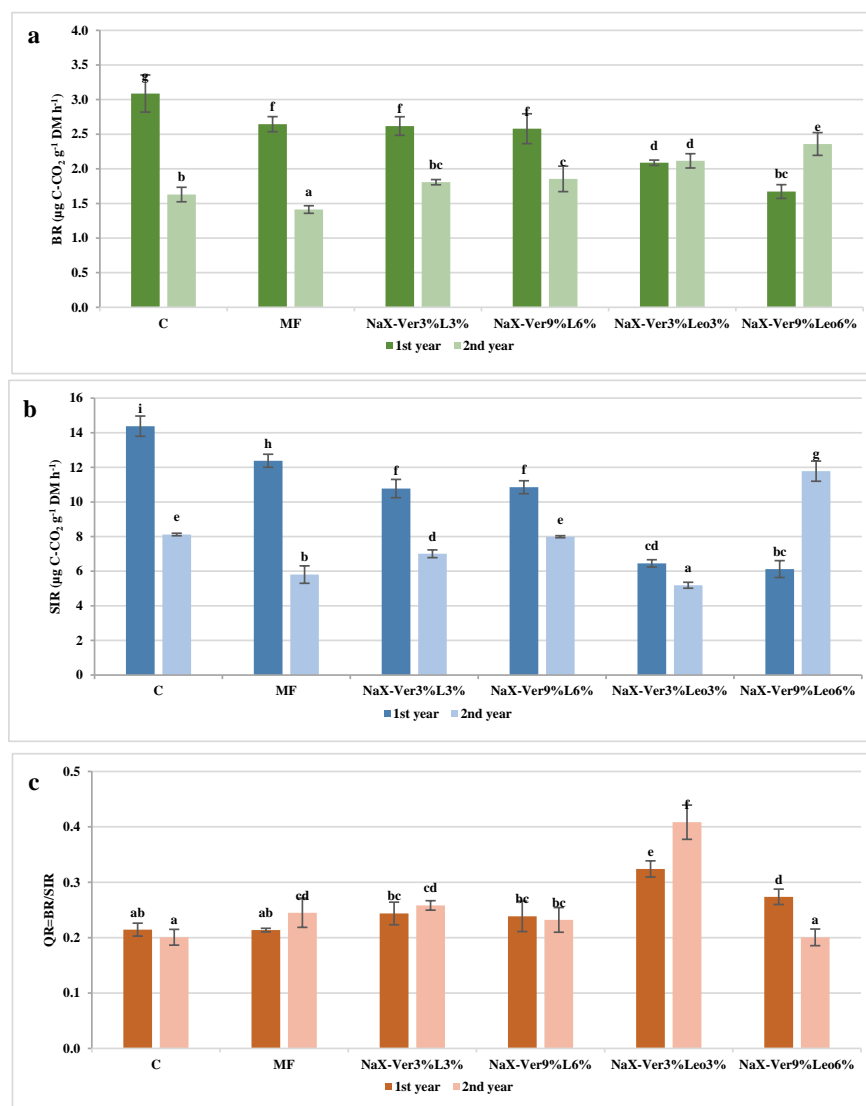 a
BR (µg C-CO₂ g⁻¹ DM h⁻¹)
4.0
3.5
3.0
2.5
2.0
1.5
1.0
0.5
0.0
g
b
f
a
f
bc
f
c
d
d
bc
e
C MF NaX-Ver3%L3% NaX-Ver9%L6% NaX-Ver3%Leo3% NaX-Ver9%Leo6%
1st year 2nd year
b
SIR (µg C-CO₂ g⁻¹ DM h⁻¹)
16
14
12
10
8
6
4
2
0
i
e
h
b
f
d
f
e
cd
a
bc
g
C MF NaX-Ver3%L3% NaX-Ver9%L6% NaX-Ver3%Leo3% NaX-Ver9%Leo6%
1st year 2nd year
c
QR=BR/SIR
0.5
0.4
0.3
0.2
0.1
0.0
ab
a
ab
cd
bc
cd
bc
bc
e
f
d
a
C MF NaX-Ver3%L3% NaX-Ver9%L6% NaX-Ver3%Leo3% NaX-Ver9%Leo6%
1st year 2nd year